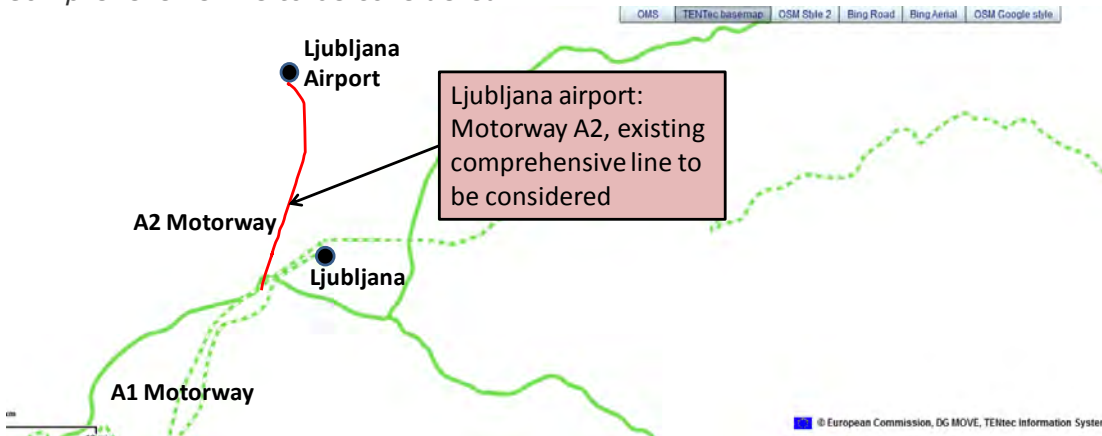 OMS TENTec basemap OSM Stble 2 Bing Road Bing Aerial OSM Google style
Ljubljana
Airport
Ljubljana airport:
Motorway A2, existing
comprehensive line to
be considered
A2 Motorway
Ljubljana
A1 Motorway
© European Commission, DG MOVE, TENtec Information System